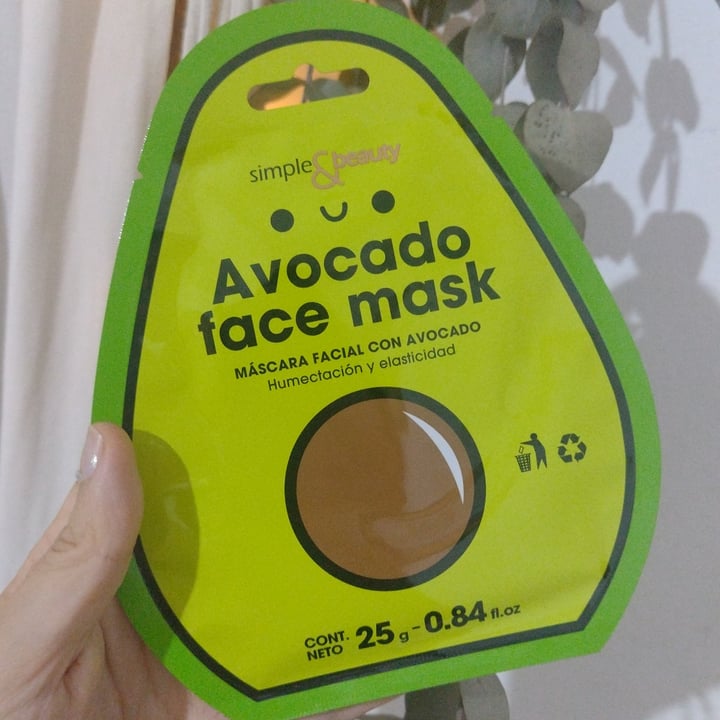 simple&beauty
Avocado
face mask
MÁSCARA FACIAL CON AVOCADO
Humectación y elasticidad
CONT. NETO 25 g - 0.84 fl.oz